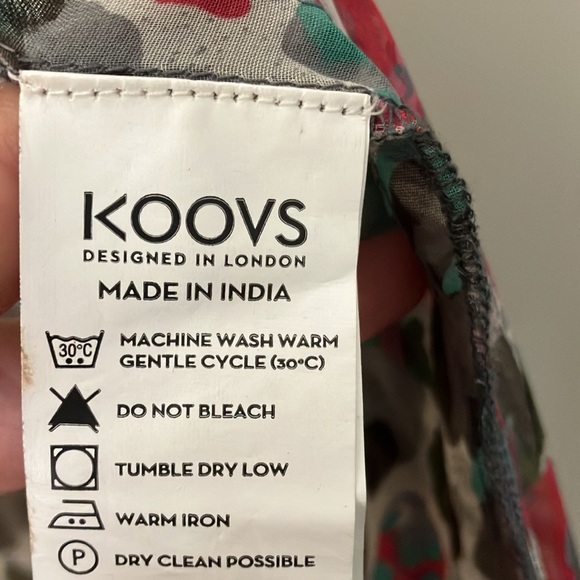 KOOVS
DESIGNED IN LONDON
MADE IN INDIA
30°C MACHINE WASH WARM
GENTLE CYCLE (30°C)
DO NOT BLEACH
TUMBLE DRY LOW
WARM IRON
P DRY CLEAN POSSIBLE